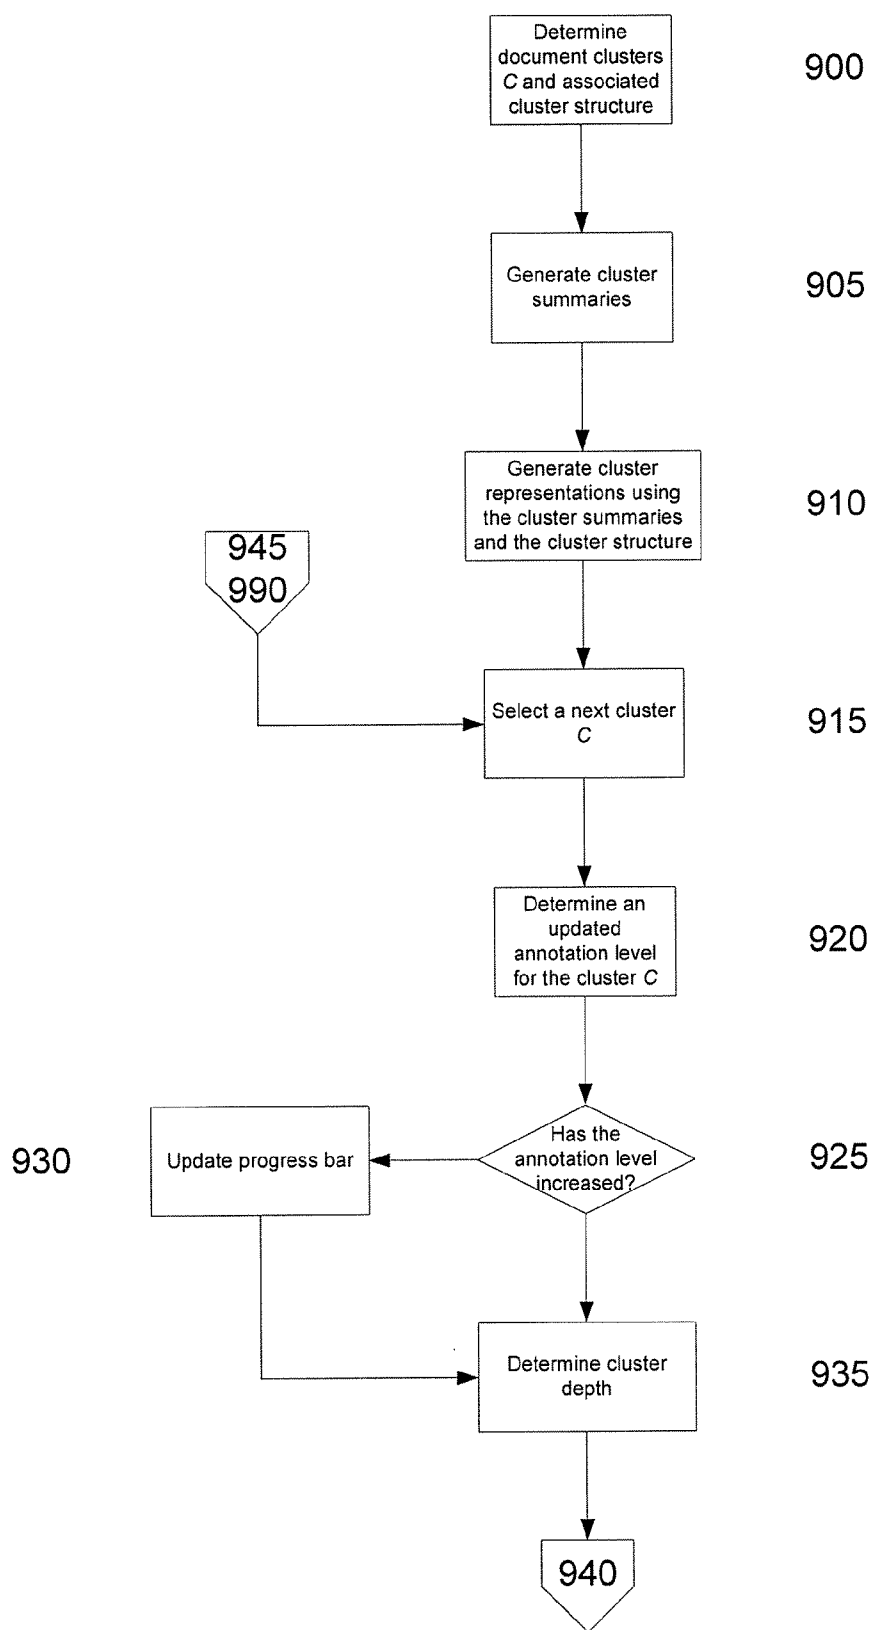 Determine
document clusters
C and associated
cluster structure
900
Generate cluster
summaries
905
Generate cluster
representations using
the cluster summaries
and the cluster structure
910
945
990
Select a next cluster
C
915
Determine an
updated
annotation level
for the cluster C
920
Has the
annotation level
increased?
925
930
Update progress bar
Determine cluster
depth
935
940